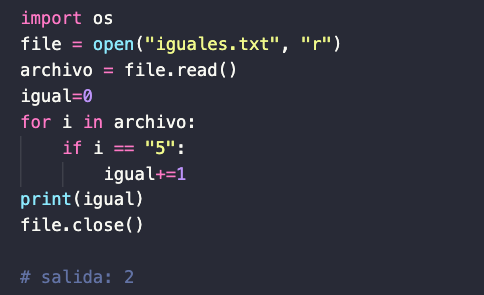 import os
file = open("iguales.txt", "r")
archivo = file.read()
igual=0
for i in archivo:
    if i == "5":
        igual+=1
print(igual)
file.close()

# salida: 2